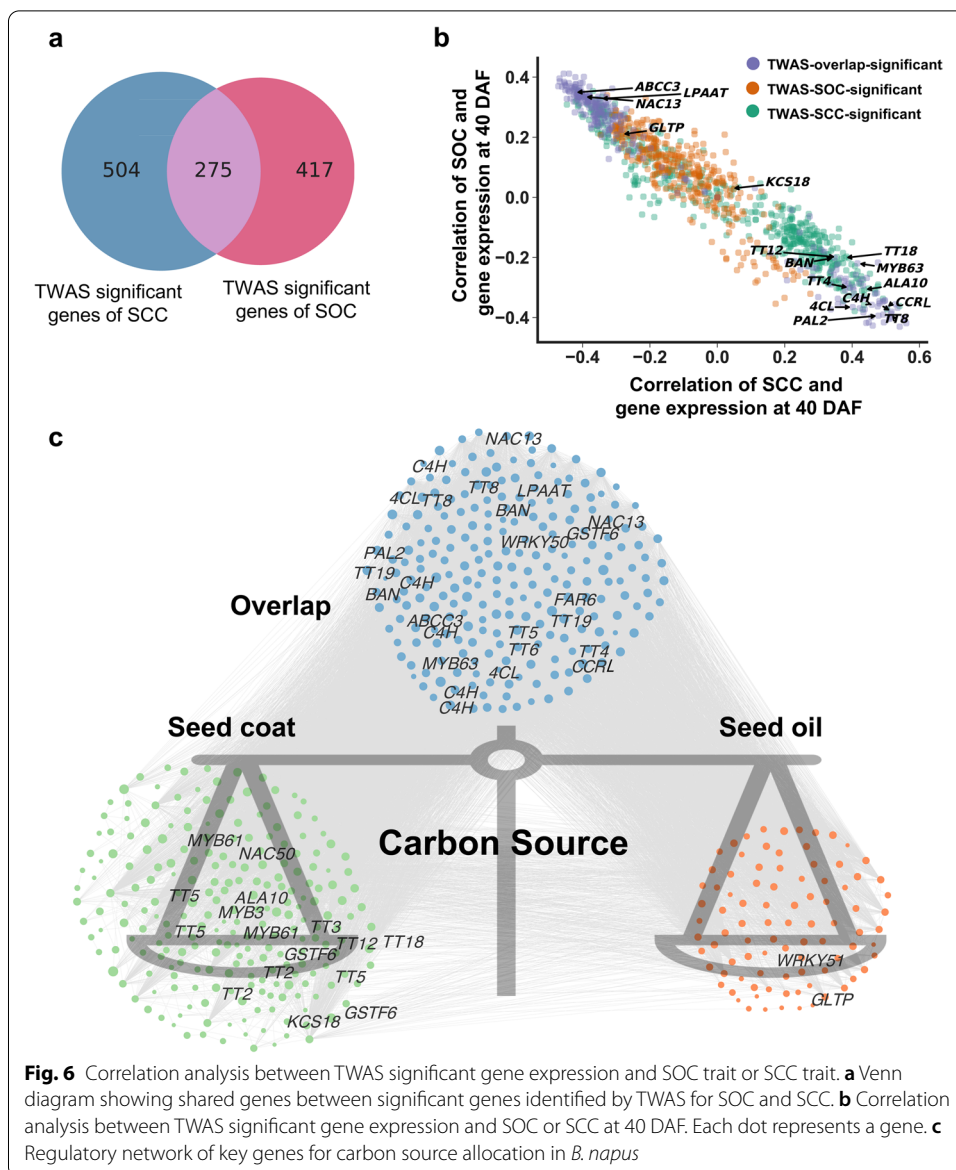 a
504
275
417
TWAS significant
genes of SCC
TWAS significant
genes of SOC
b
Correlation of SOC and
gene expression at 40 DAF
0.4
0.2
0.0
−0.2
−0.4
TWAS-overlap-significant
TWAS-SOC-significant
TWAS-SCC-significant
ABCC3
LPAAT
NAC13
GLTP
KCS18
TT12
TT18
BAN
MYB63
TT4
ALA10
C4H
CCRL
4CL
PAL2
TT8
−0.4
−0.2
0.0
0.2
0.4
0.6
Correlation of SCC and
gene expression at 40 DAF
c
NAC13
C4H
TT8
LPAAT
4CL
TT8
BAN
NAC13
GSTF6
WRKY50
PAL2
TT19
C4H
BAN
FAR6
Overlap
ABCC3
TT19
C4H
TT5
TT6
TT4
MYB63
CCRL
4CL
C4H
C4H
Seed coat
Seed oil
Carbon Source
MYB61
NAC50
TT5
ALA10
MYB3
TT3
TT5
MYB61
TT12
TT18
GSTF6
TT2
TT5
TT2
GSTF6
KCS18
WRKY51
GLTP
Fig. 6 Correlation analysis between TWAS significant gene expression and SOC trait or SCC trait. a Venn
diagram showing shared genes between significant genes identified by TWAS for SOC and SCC. b Correlation
analysis between TWAS significant gene expression and SOC or SCC at 40 DAF. Each dot represents a gene. c
Regulatory network of key genes for carbon source allocation in B. napus